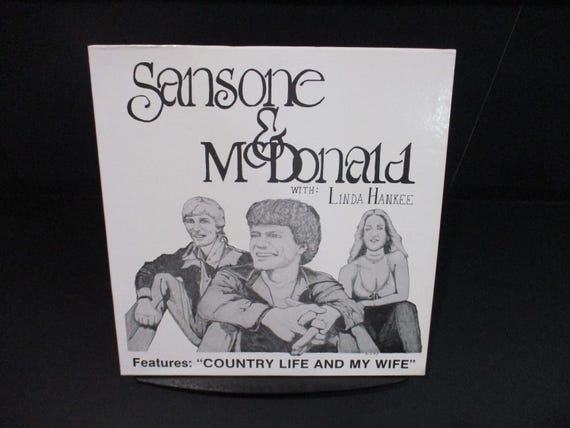 Sansone
&
McDonald
WITH: LINDA HANKEE
Features: "COUNTRY LIFE AND MY WIFE"